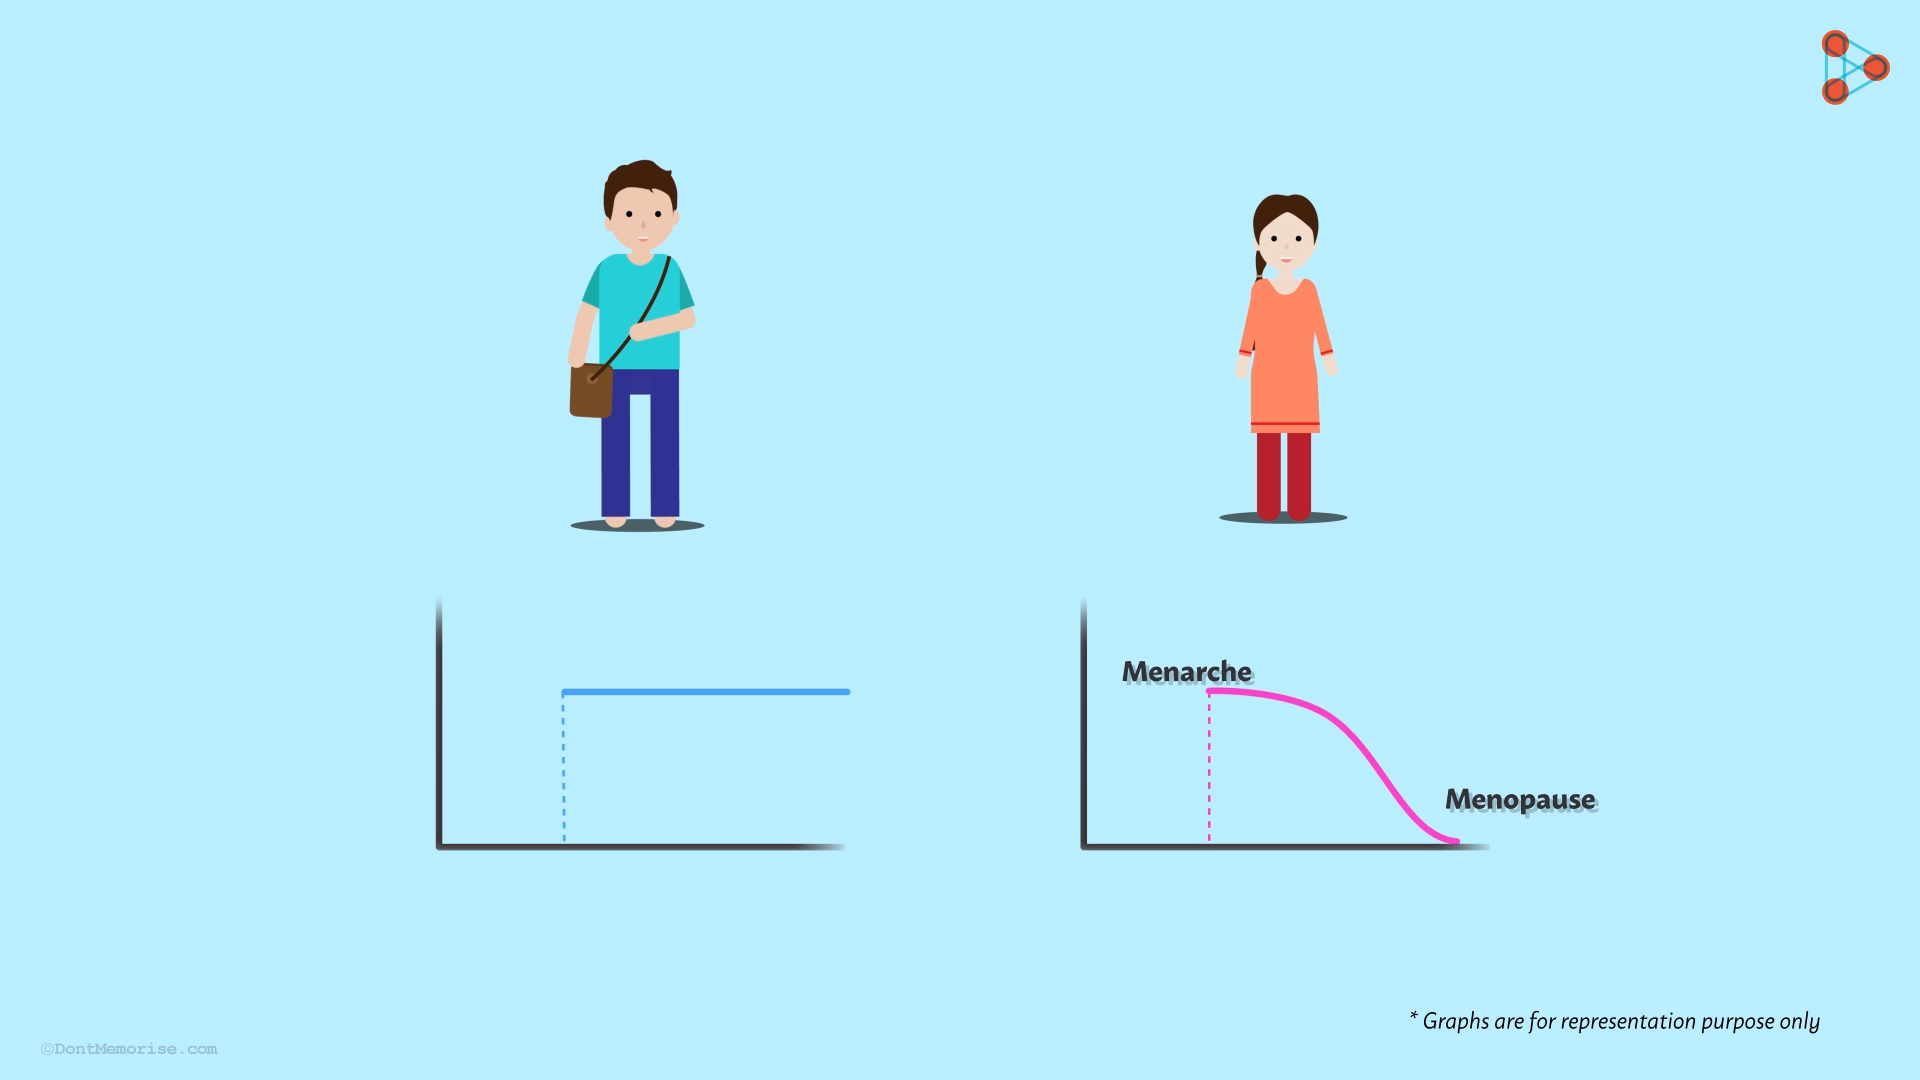 Menarche
Menopause
* Graphs are for representation purpose only
©DontMemorise.com